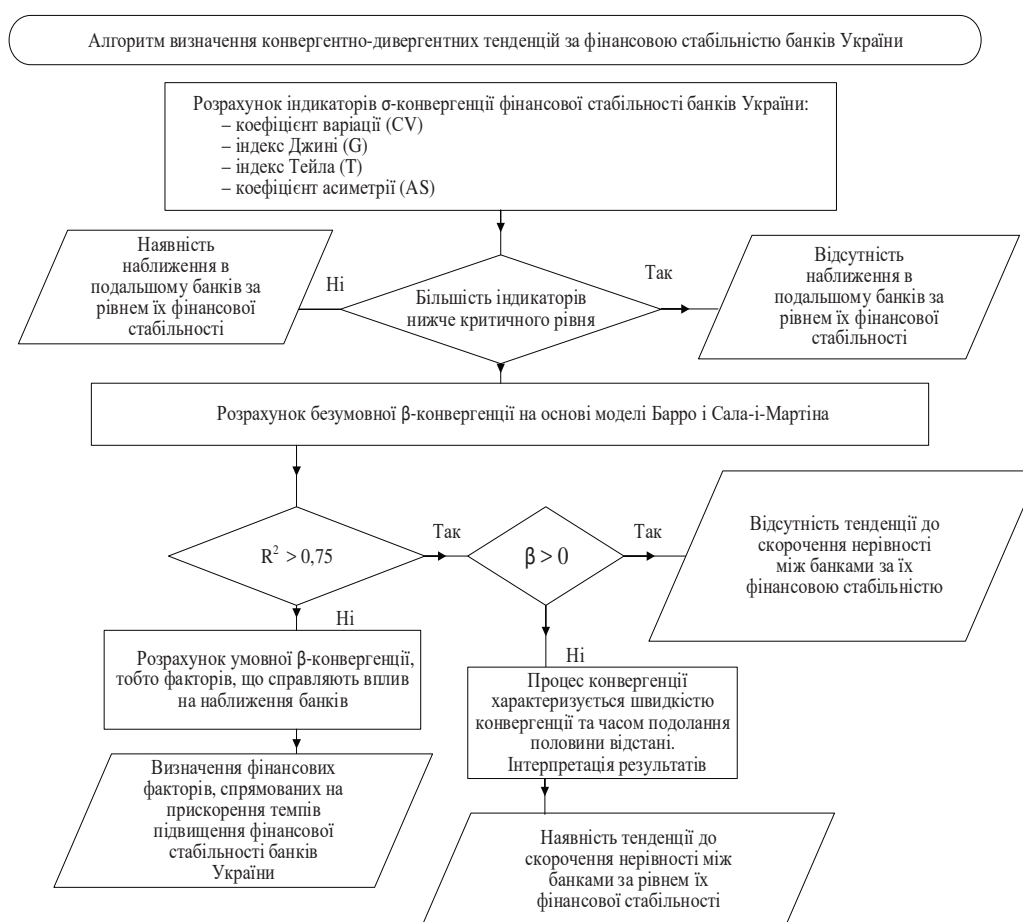 Алгоритм визначення конвергентно-дивергентних тенденцій за фінансовою стабільністю банків України
Розрахунок індикаторів σ-конвергенції фінансової стабільності банків України:
– коефіцієнт варіації (CV)
– індекс Джині (G)
– індекс Тейла (T)
– коефіцієнт асиметрії (AS)
Наявність
наближення в
подальшому банків за
рівнем їх фінансової
стабільності
Ні
Більшість індикаторів
нижче критичного рівня
Так
Відсутність
наближення в
подальшому банків за
рівнем їх фінансової
стабільності
Розрахунок безумовної β-конвергенції на основі моделі Барро і Сала-і-Мартіна
R² > 0,75
Так
β > 0
Так
Відсутність тенденції до
скорочення нерівності
між банками за їх
фінансовою стабільністю
Ні
Розрахунок умовної β-конвергенції,
тобто факторів, що справляють вплив
на наближення банків
Ні
Процес конвергенції
характеризується швидкістю
конвергенції та часом подолання
половини відстані.
Інтерпретація результатів
Визначення фінансових
факторів, спрямованих на
прискорення темпів
підвищення фінансової
стабільності банків
України
Наявність тенденції до
скорочення нерівності між
банками за рівнем їх
фінансової стабільності